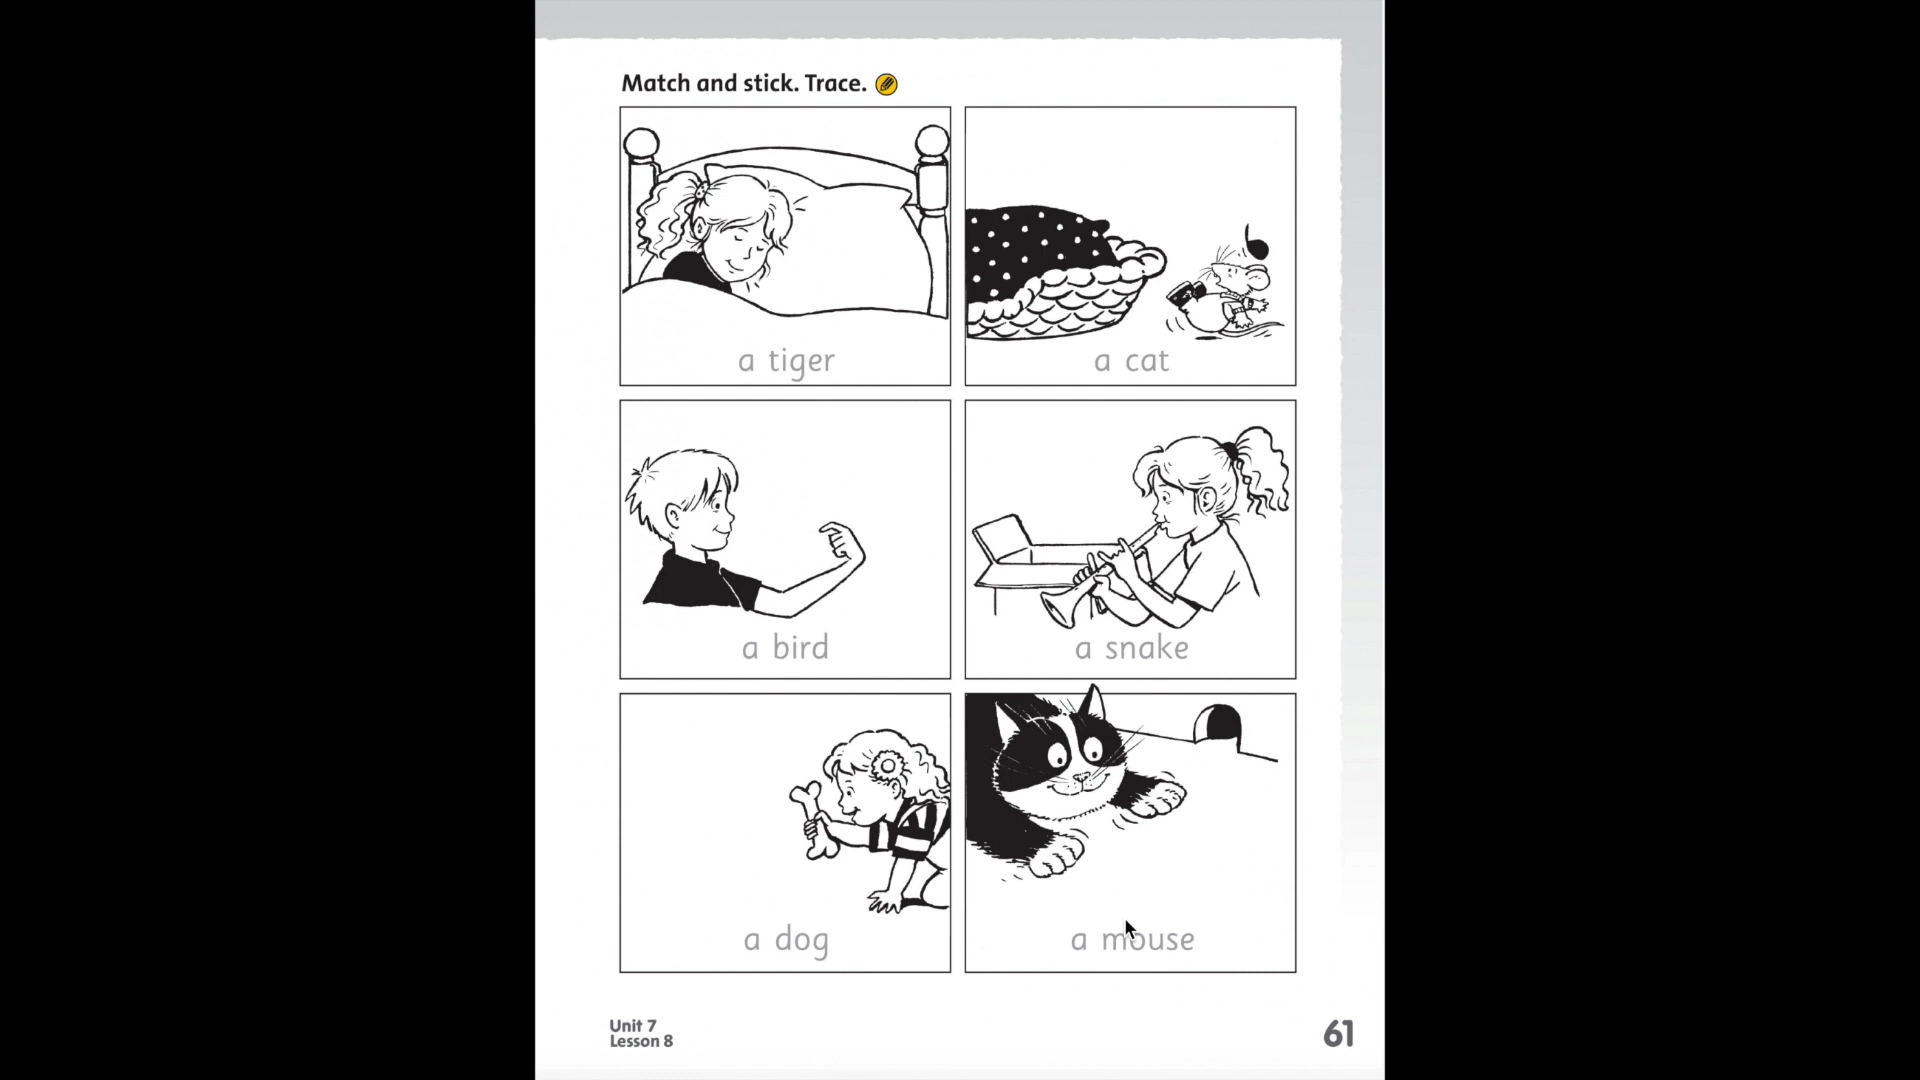 Match and stick. Trace.
a tiger
a cat
a bird
a snake
a dog
a mouse
Unit 7
Lesson 8
61